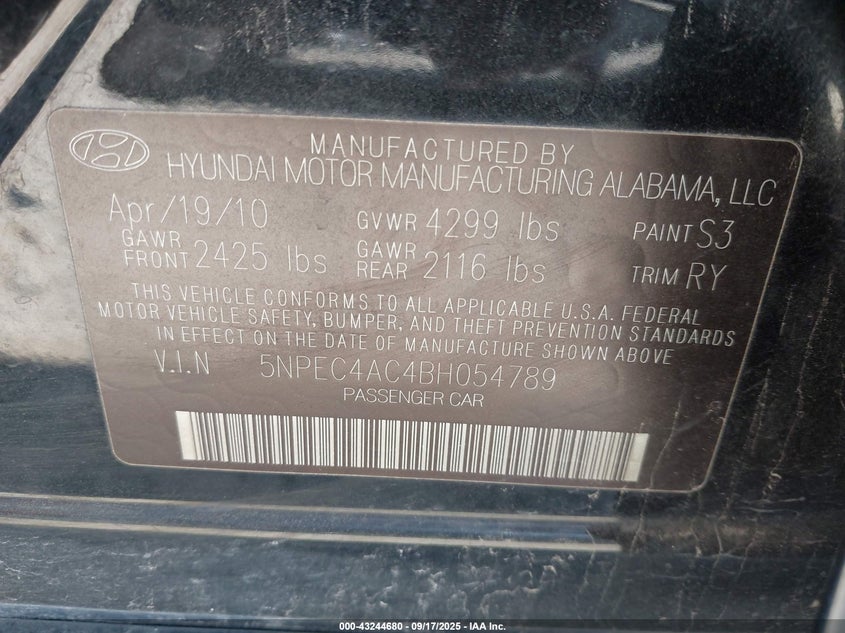 MANUFACTURED BY
HYUNDAI MOTOR MANUFACTURING ALABAMA, LLC
Apr/19/10 GVWR 4299 lbs PAINT S3
GAWR FRONT 2425 lbs GAWR REAR 2116 lbs TRIM RY
THIS VEHICLE CONFORMS TO ALL APPLICABLE U.S.A. FEDERAL
MOTOR VEHICLE SAFETY, BUMPER, AND THEFT PREVENTION STANDARDS
IN EFFECT ON THE DATE OF MANUFACTURE SHOWN ABOVE.
V.I.N 5NPEC4AC4BH054789
PASSENGER CAR
000-43244680 - 09/17/2025 - IAA Inc.